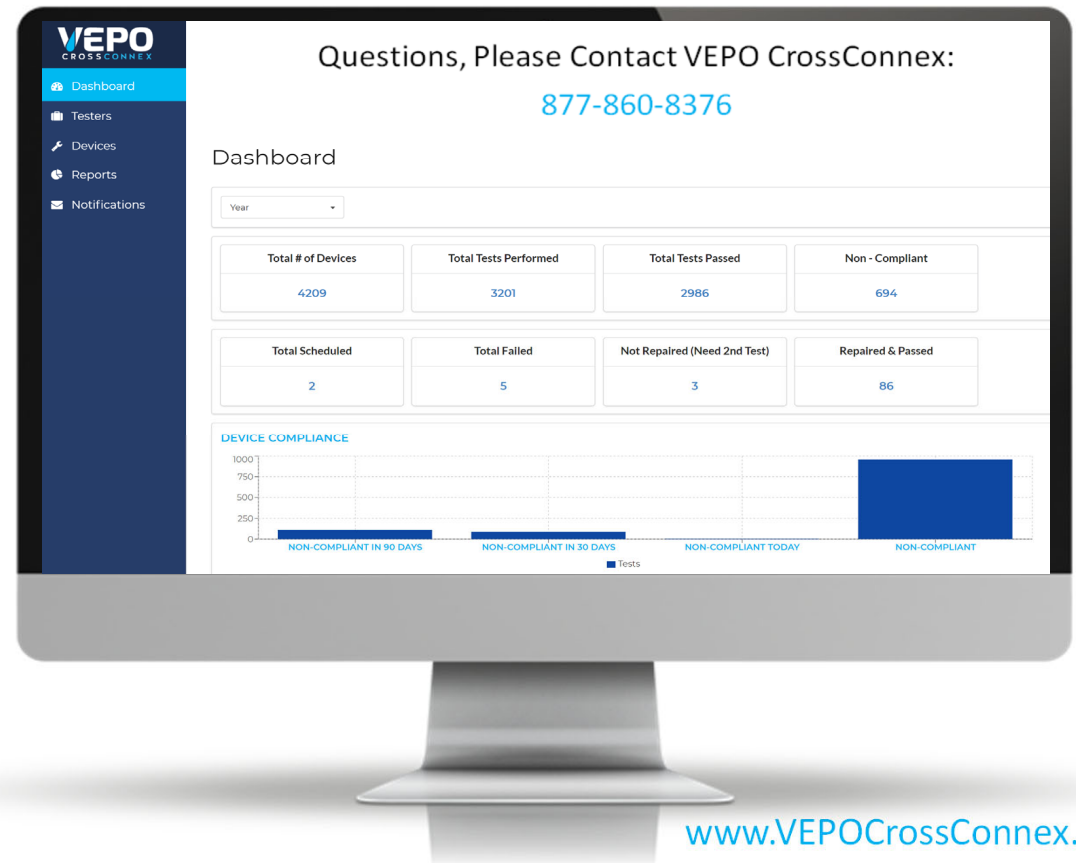 VEPO
CROSSCONNEX
Dashboard
Testers
Devices
Reports
Notifications
Questions, Please Contact VEPO CrossConnex:
877-860-8376
Dashboard
Year
Total # of Devices
4209
Total Tests Performed
3201
Total Tests Passed
2986
Non - Compliant
694
Total Scheduled
2
Total Failed
5
Not Repaired (Need 2nd Test)
3
Repaired & Passed
86
DEVICE COMPLIANCE
1000
750
500
250
0
NON-COMPLIANT IN 90 DAYS
NON-COMPLIANT IN 30 DAYS
NON-COMPLIANT TODAY
NON-COMPLIANT
Tests
www.VEPOCrossConnex.